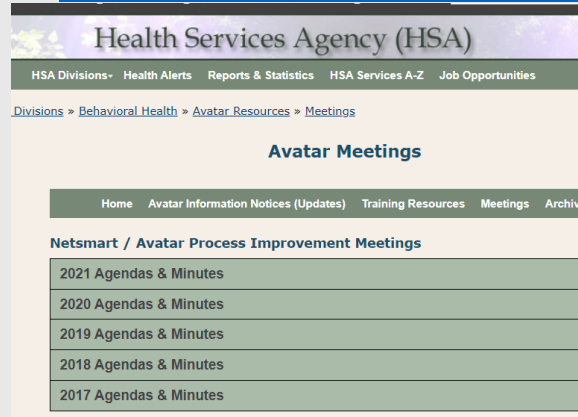 Health Services Agency (HSA)
HSA Divisions Health Alerts Reports & Statistics HSA Services A-Z Job Opportunities
Divisions » Behavioral Health » Avatar Resources » Meetings
Avatar Meetings
Home Avatar Information Notices (Updates) Training Resources Meetings Archiv
Netsmart / Avatar Process Improvement Meetings
2021 Agendas & Minutes
2020 Agendas & Minutes
2019 Agendas & Minutes
2018 Agendas & Minutes
2017 Agendas & Minutes